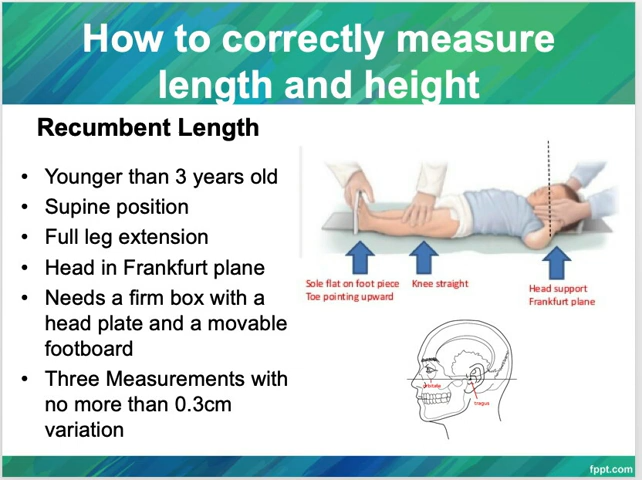 How to correctly measure
length and height
Recumbent Length
• Younger than 3 years old
• Supine position
• Full leg extension
• Head in Frankfurt plane
• Needs a firm box with a
head plate and a movable
footboard
• Three Measurements with
no more than 0.3cm
variation
Sole flat on foot piece
Toe pointing upward
Knee straight
Head support
Frankfurt plane
orbitale
tragus
fppt.com